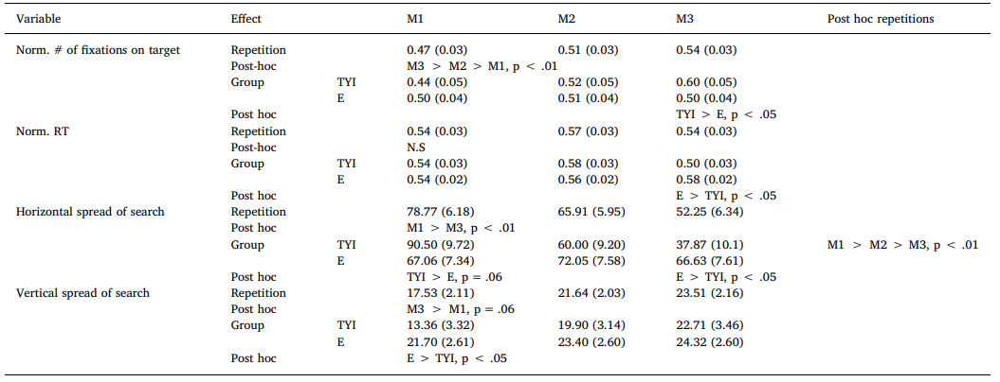 Variable Effect M1 M2 M3 Post hoc repetitions
Norm. # of fixations on target Repetition 0.47 (0.03) 0.51 (0.03) 0.54 (0.03)
Post-hoc M3 > M2 > M1, p < .01
Group TYI 0.44 (0.05) 0.52 (0.05) 0.60 (0.05)
E 0.50 (0.04) 0.51 (0.04) 0.50 (0.04)
Post hoc TYI > E, p < .05
Norm. RT Repetition 0.54 (0.03) 0.57 (0.03) 0.54 (0.03)
Post-hoc N.S
Group TYI 0.54 (0.03) 0.58 (0.03) 0.50 (0.03)
E 0.54 (0.02) 0.56 (0.02) 0.58 (0.02)
Post hoc E > TYI, p < .05
Horizontal spread of search Repetition 78.77 (6.18) 65.91 (5.95) 52.25 (6.34)
Post hoc M1 > M3, p < .01
Group TYI 90.50 (9.72) 60.00 (9.20) 37.87 (10.1) M1 > M2 > M3, p < .01
E 67.06 (7.34) 72.05 (7.58) 66.63 (7.61)
Post hoc TYI > E, p = .06 E > TYI, p < .05
Vertical spread of search Repetition 17.53 (2.11) 21.64 (2.03) 23.51 (2.16)
Post hoc M3 > M1, p = .06
Group TYI 13.36 (3.32) 19.90 (3.14) 22.71 (3.46)
E 21.70 (2.61) 23.40 (2.60) 24.32 (2.60)
Post hoc E > TYI, p < .05